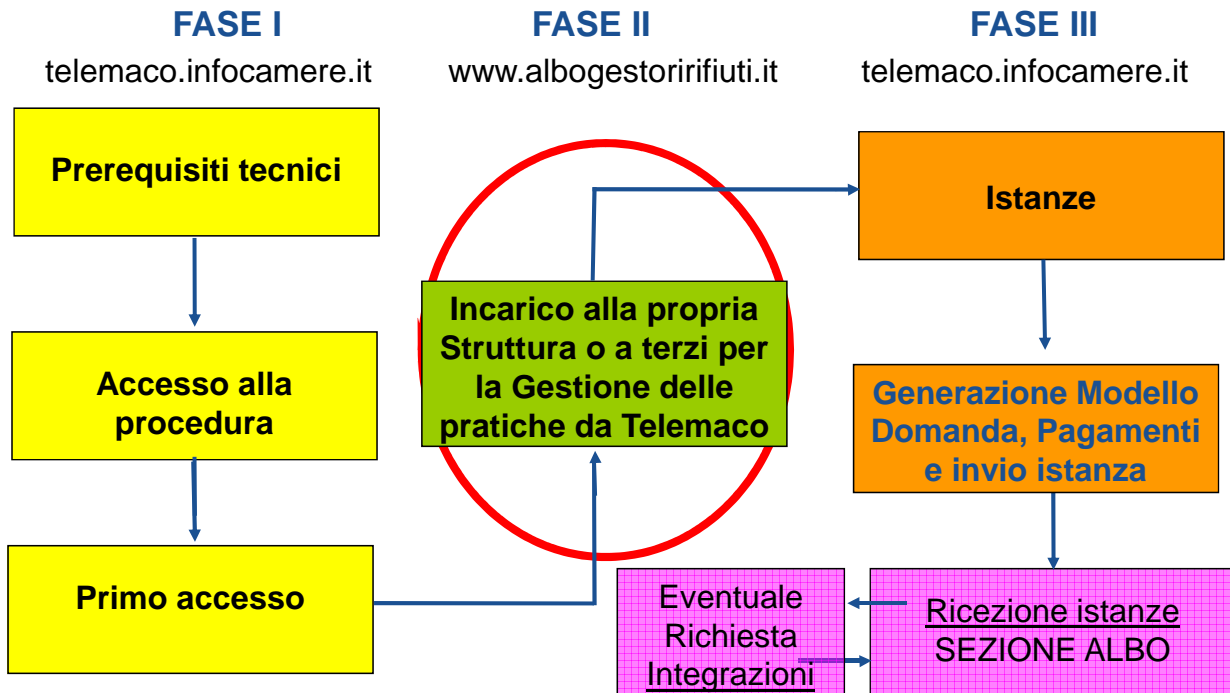 FASE I
telemaco.infocamere.it
Prerequisiti tecnici
Accesso alla
procedura
Primo accesso
FASE II
www.albogestoririfiuti.it
Incarico alla propria
Struttura o a terzi per
la Gestione delle
pratiche da Telemaco
FASE III
telemaco.infocamere.it
Istanze
Generazione Modello
Domanda, Pagamenti
e invio istanza
Ricezione istanze
SEZIONE ALBO
Eventuale
Richiesta
Integrazioni